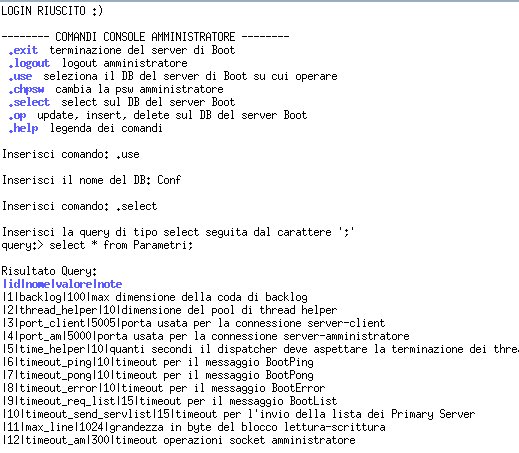 LOGIN RIUSCITO :)
-------- COMANDI CONSOLE AMMINISTRATORE --------
.exit terminazione del server di Boot
.logout logout amministratore
.use seleziona il DB del server di Boot su cui operare
.chpsw cambia la psw amministratore
.select select sul DB del server Boot
.op update, insert, delete sul DB del server Boot
.help legenda dei comandi
Inserisci comando: .use
Inserisci il nome del DB: Conf
Inserisci comando: .select
Inserisci la query di tipo select seguita dal carattere ';'
query:> select * from Parametri;
Risultato Query:
|id|nome|valore|note
|1|backlog|100|max dimensione della coda di backlog
|2|thread_helper|10|dimensione del pool di thread helper
|3|port_client|5005|porta usata per la connessione server-client
|4|port_am|5000|porta usata per la connessione server-amministratore
|5|time_helper|10|quanti secondi il dispatcher deve aspettare la terminazione dei threa
|6|timeout_ping|10|timeout per il messaggio BootPing
|7|timeout_pong|10|timeout per il messaggio BootPong
|8|timeout_error|10|timeout per il messaggio BootError
|9|timeout_req_list|15|timeout per il messaggio BootList
|10|timeout_send_servlist|15|timeout per l'invio della lista dei Primary Server
|11|max_line|1024|grandezza in byte del blocco lettura-scrittura
|12|timeout_am|300|timeout operazioni socket amministratore